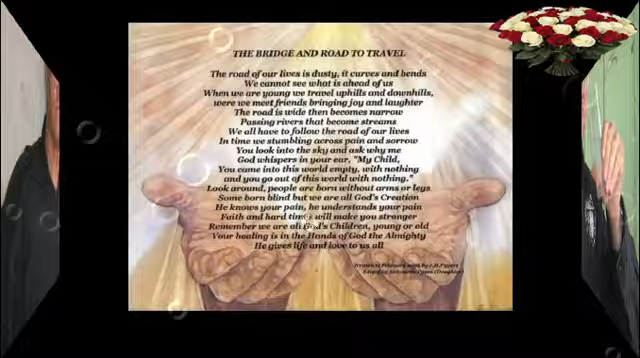 THE BRIDGE AND ROAD TO TRAVEL
The road of our lives is dusty, it curves and bends
We cannot see what is ahead of us
When we are young we travel uphills and downhills,
were we meet friends bringing joy and laughter
The road is wide then becomes narrow
Passing rivers that become streams
We all have to follow the road of our lives
In time we stumbling across pain and sorrow
You look into the sky and ask why me
God whispers in your ear, "My Child,
You came into this world empty, with nothing
and you go out of this world with nothing."
Look around, people are born without arms or legs
Some born blind but we are all God's Creation
He knows your pain, he understands your pain
Faith and hard times will make you stronger
Remember we are all God's Children, young or old
Your healing is in the Hands of God the Almighty
He gives life and love to us all
February by
by (Daughter)